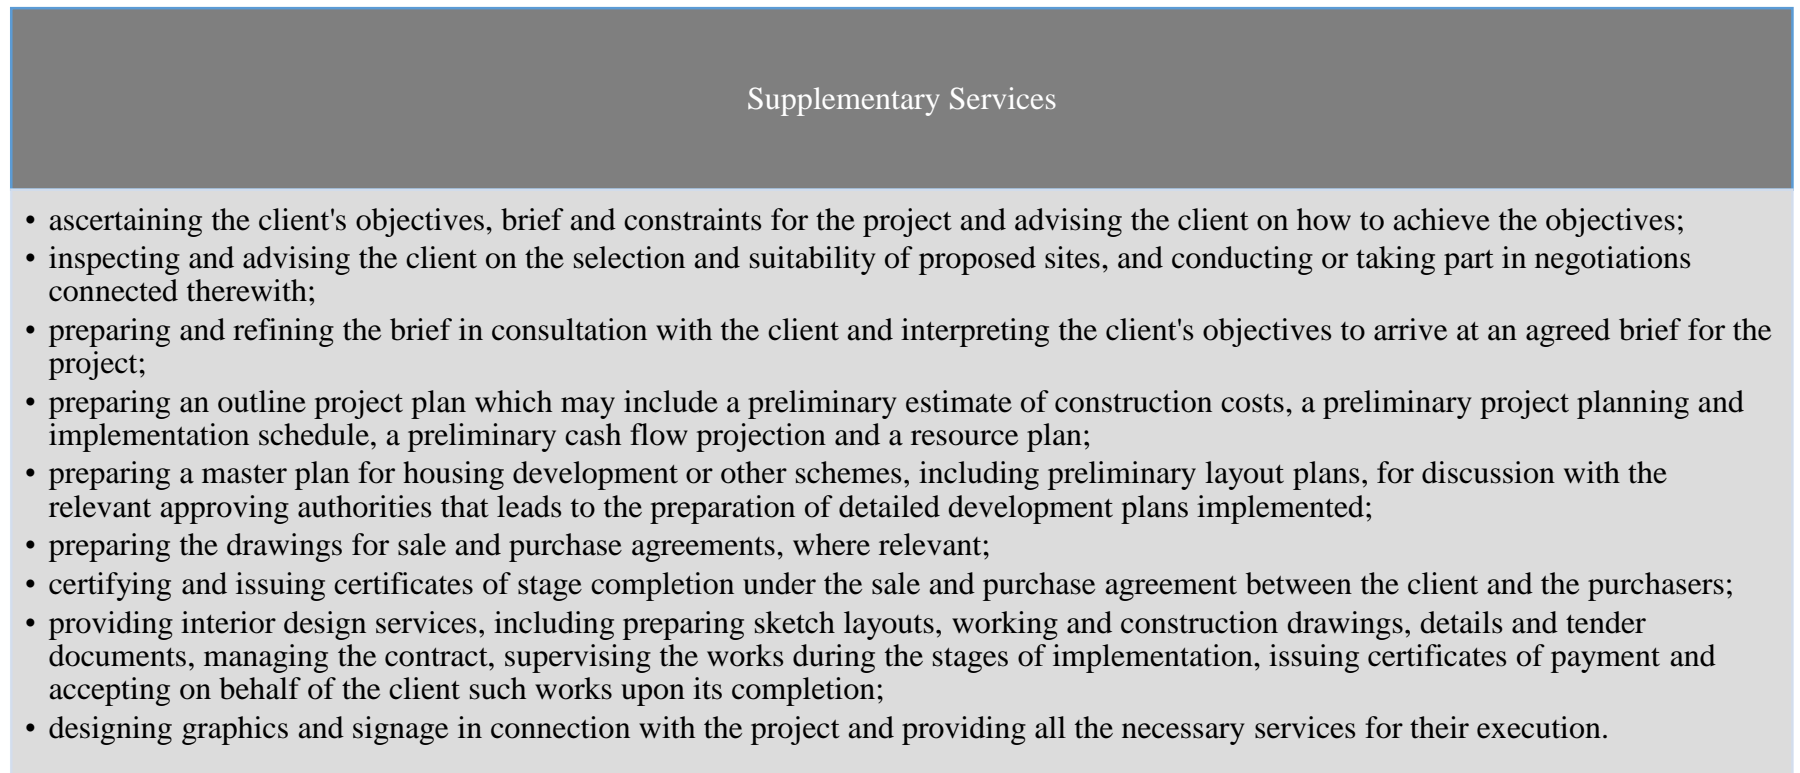 Supplementary Services
• ascertaining the client's objectives, brief and constraints for the project and advising the client on how to achieve the objectives;
• inspecting and advising the client on the selection and suitability of proposed sites, and conducting or taking part in negotiations
connected therewith;
• preparing and refining the brief in consultation with the client and interpreting the client's objectives to arrive at an agreed brief for the
project;
• preparing an outline project plan which may include a preliminary estimate of construction costs, a preliminary project planning and
implementation schedule, a preliminary cash flow projection and a resource plan;
• preparing a master plan for housing development or other schemes, including preliminary layout plans, for discussion with the
relevant approving authorities that leads to the preparation of detailed development plans implemented;
• preparing the drawings for sale and purchase agreements, where relevant;
• certifying and issuing certificates of stage completion under the sale and purchase agreement between the client and the purchasers;
• providing interior design services, including preparing sketch layouts, working and construction drawings, details and tender
documents, managing the contract, supervising the works during the stages of implementation, issuing certificates of payment and
accepting on behalf of the client such works upon its completion;
• designing graphics and signage in connection with the project and providing all the necessary services for their execution.